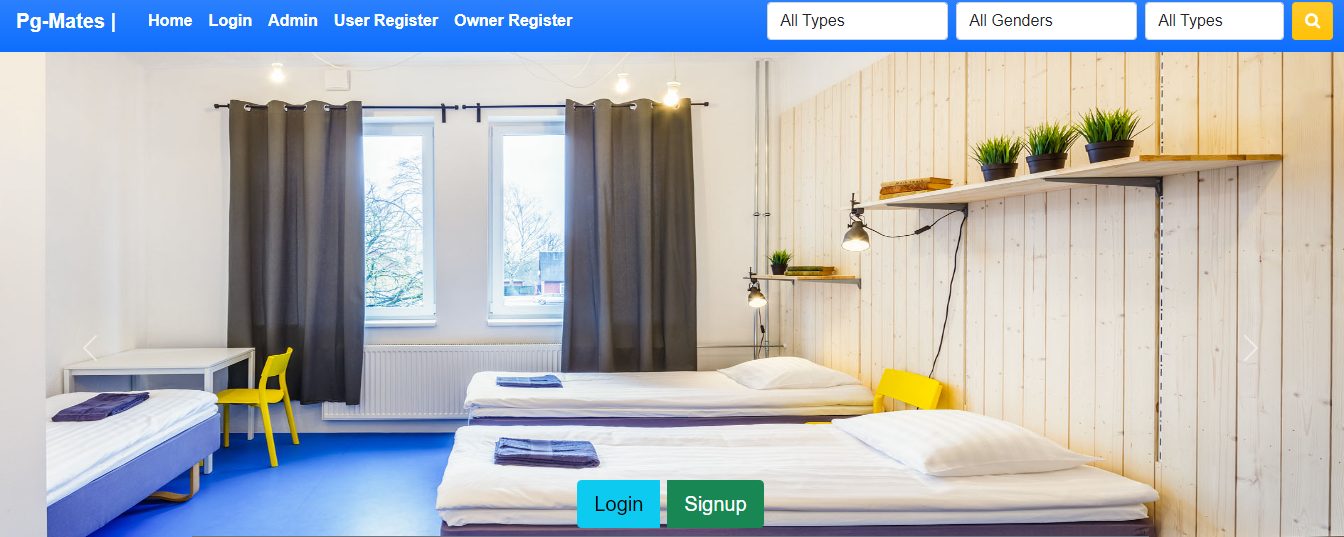 Pg-Mates | Home Login Admin User Register Owner Register All Types All Genders All Types
Login Signup